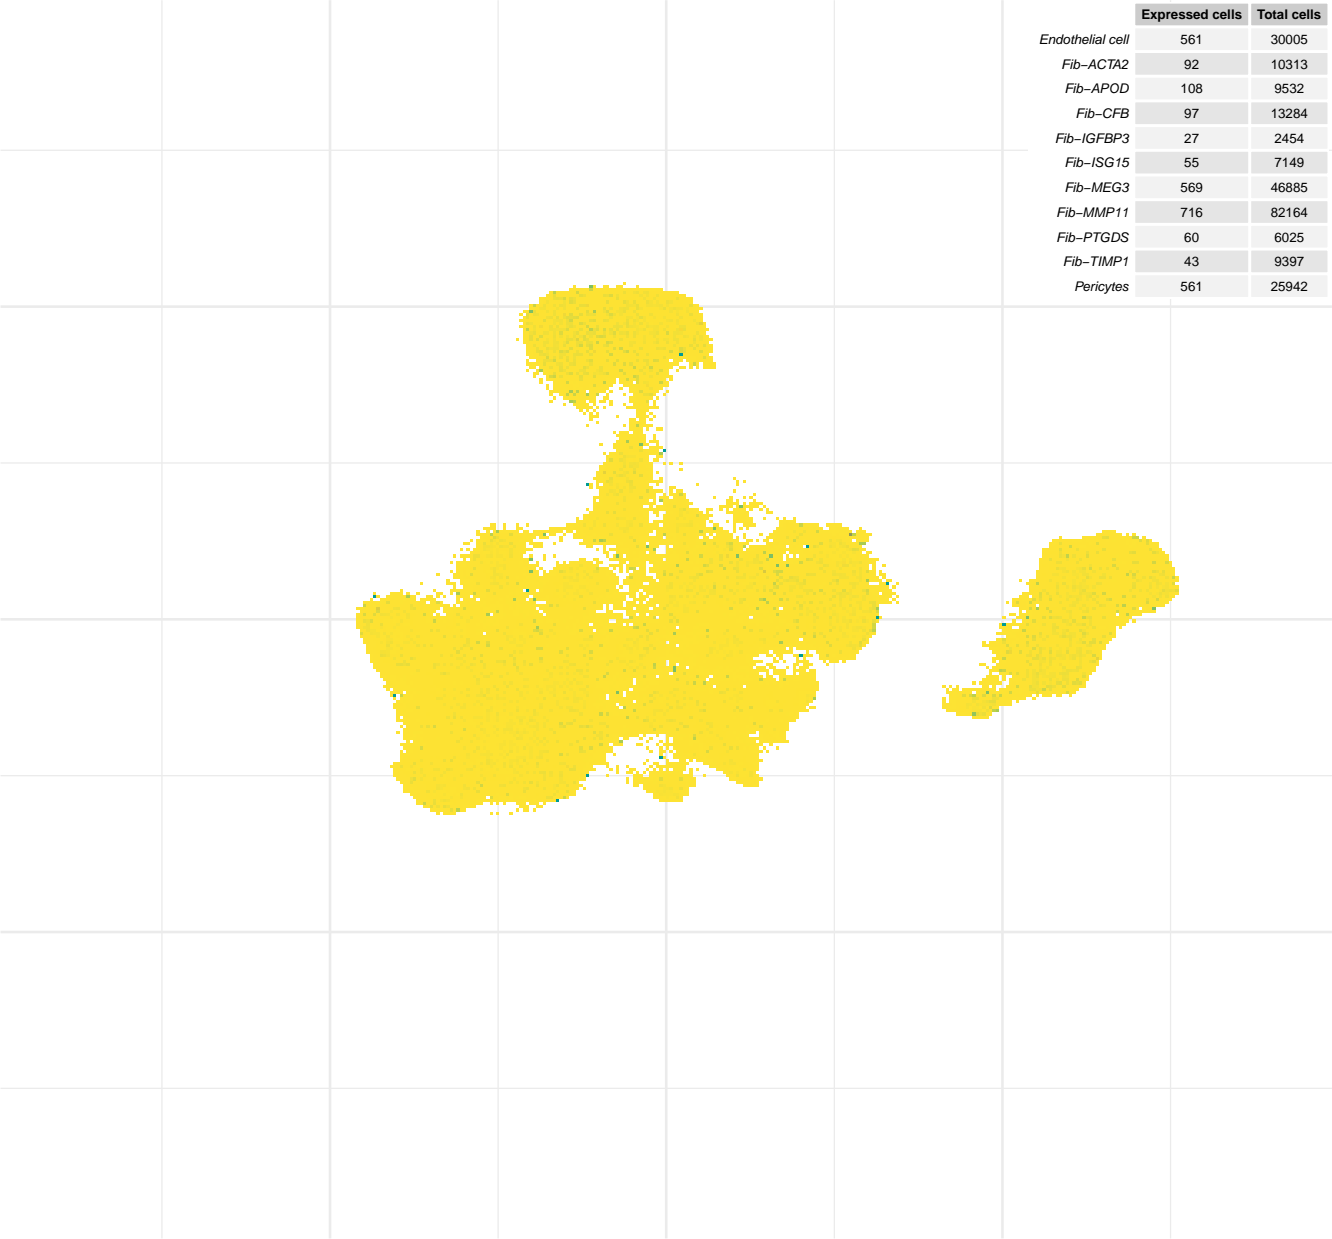 Expressed cells Total cells
Endothelial cell 561 30005
Fib−ACTA2 92 10313
Fib−APOD 108 9532
Fib−CFB 97 13284
Fib−IGFBP3 27 2454
Fib−ISG15 55 7149
Fib−MEG3 569 46885
Fib−MMP11 716 82164
Fib−PTGDS 60 6025
Fib−TIMP1 43 9397
Pericytes 561 25942